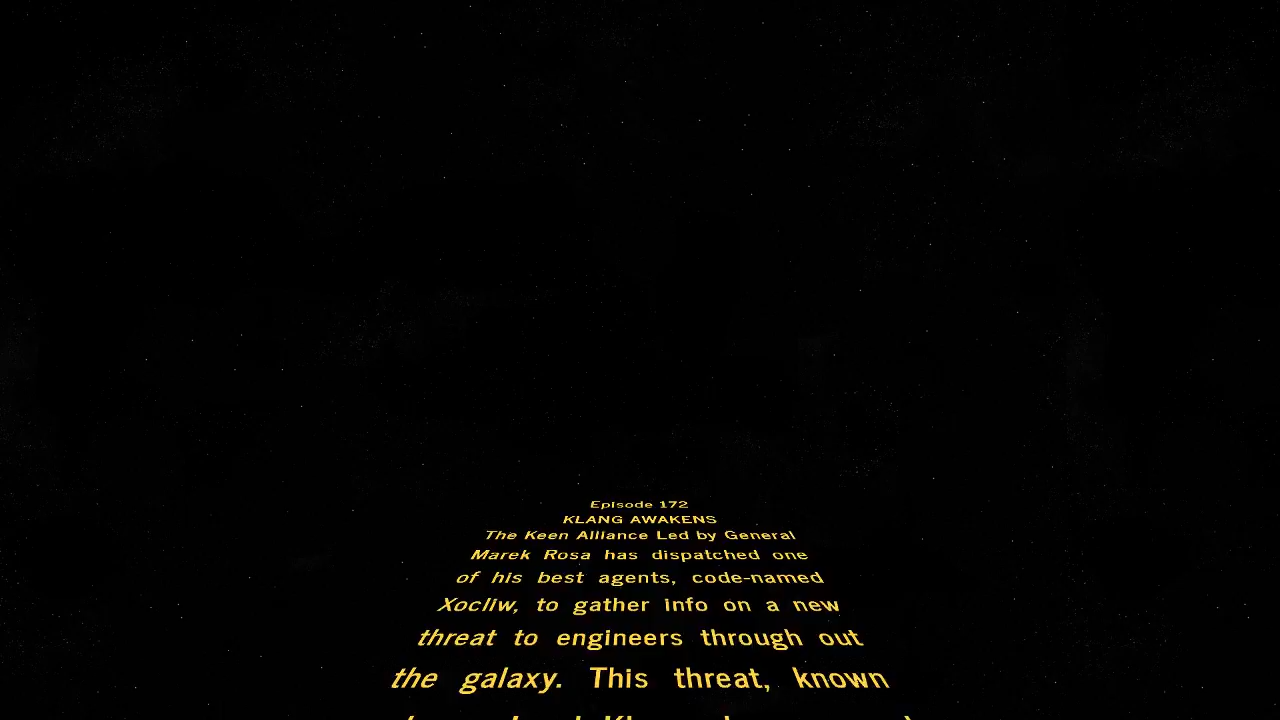 Episode 172
KLANG AWAKENS
The Keen Alliance Led by General
Marek Rosa has dispatched one
of his best agents, code-named
Xocliw, to gather info on a new
threat to engineers through out
the galaxy. This threat, known